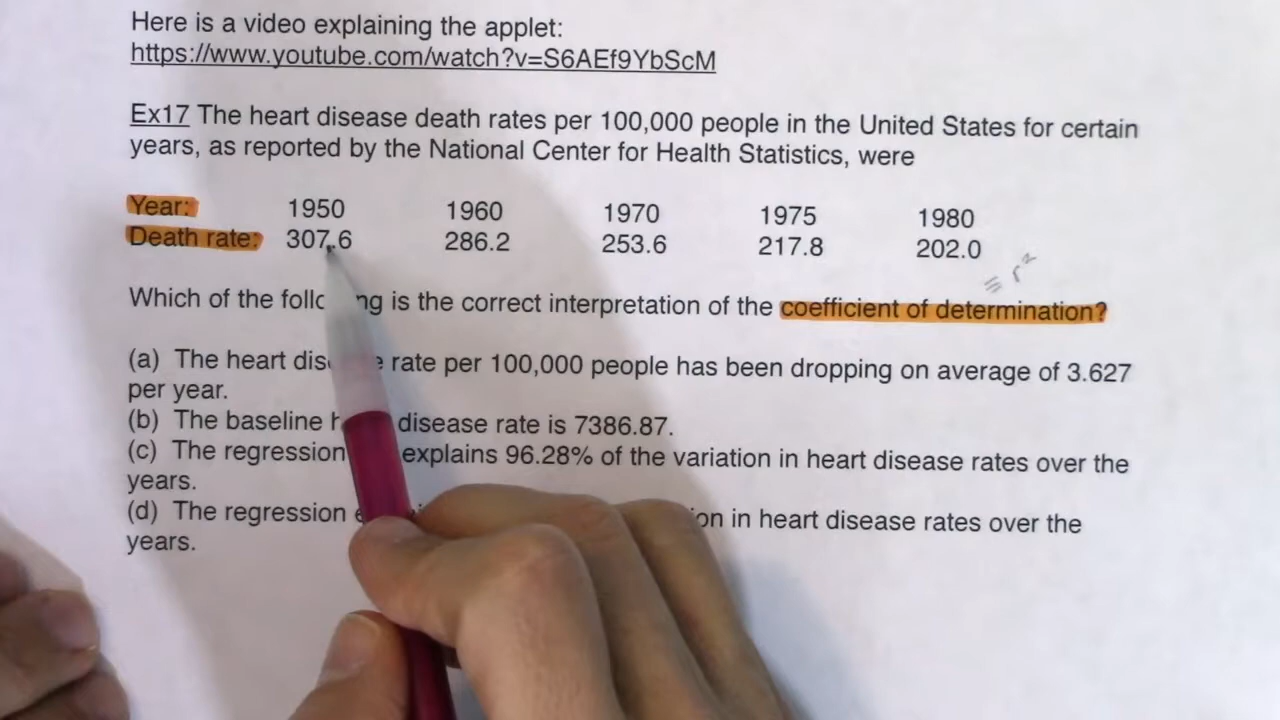 Here is a video explaining the applet:
https://www.youtube.com/watch?v=S6AEf9YbScM
Ex17 The heart disease death rates per 100,000 people in the United States for certain
years, as reported by the National Center for Health Statistics, were
Year: 1950 1960 1970 1975 1980
Death rate: 307.6 286.2 253.6 217.8 202.0
≡ r²
Which of the is the correct interpretation of the coefficient of determination?
(a) The heart rate per 100,000 people has been dropping on average of 3.627
per year.
(b) The baseline disease rate is 7386.87.
(c) The regression explains 96.28% of the variation in heart disease rates over the
years.
(d) The regression in heart disease rates over the
years.